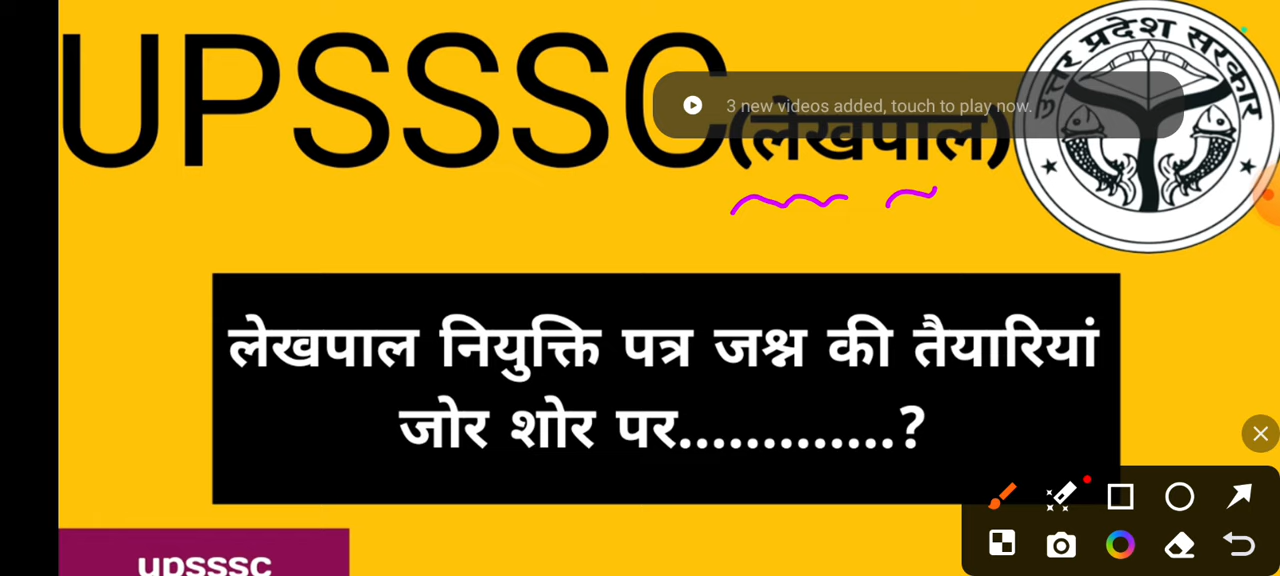 UPSSSC
(लेखपाल)
3 new videos added, touch to play now.
उत्तर प्रदेश सरकार
लेखपाल नियुक्ति पत्र जश्न की तैयारियां
जोर शोर पर.............?
upsssc